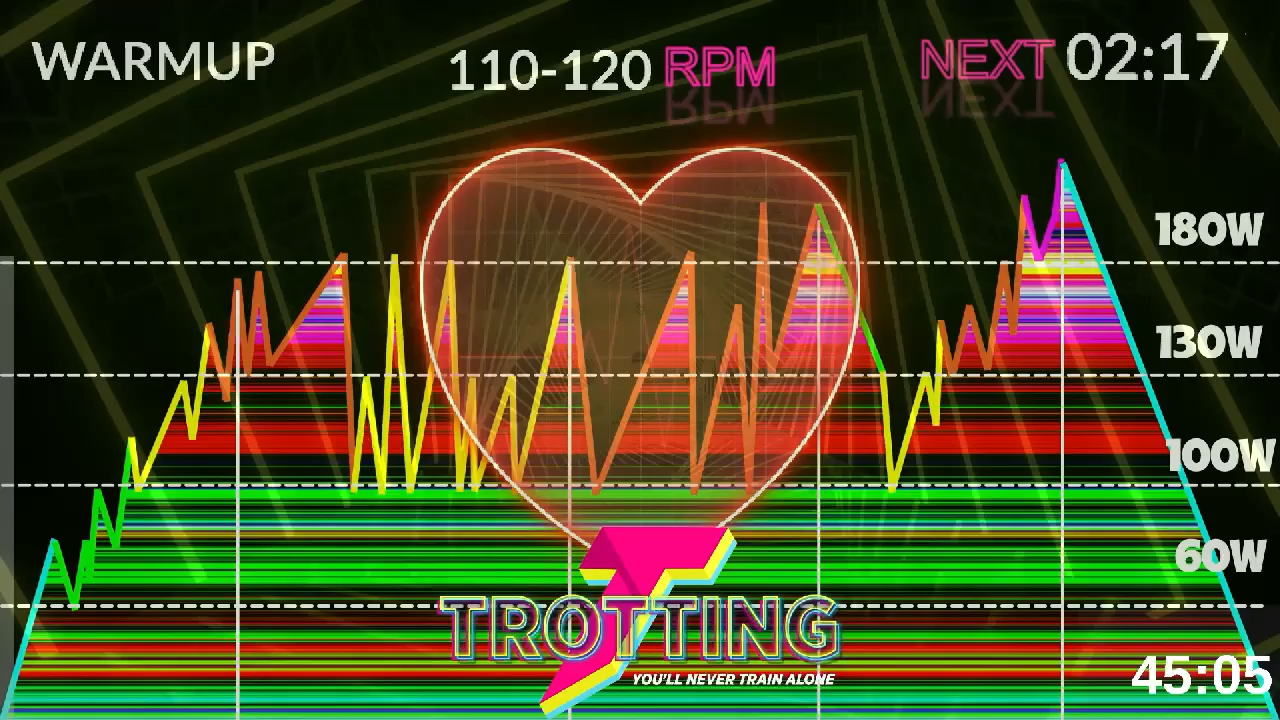 WARMUP
110-120 RPM
NEXT 02:17
180W
130W
100W
60W
TROTTING
YOU'LL NEVER TRAIN ALONE
45:05